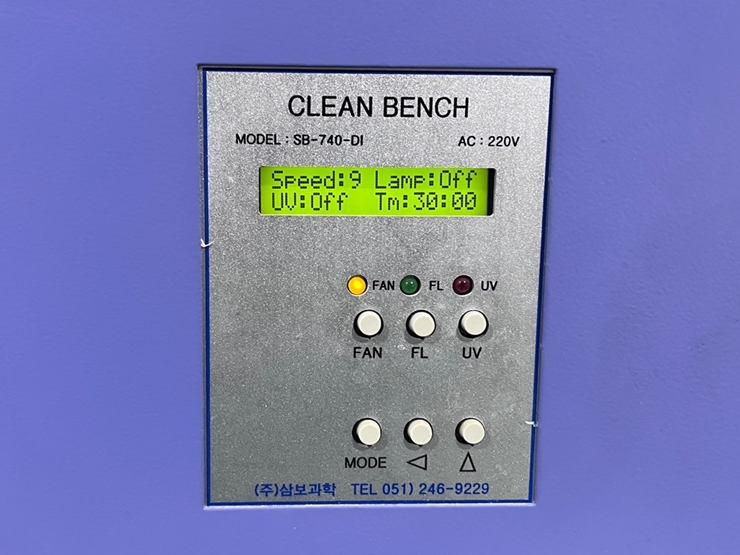 CLEAN BENCH
MODEL : SB-740-DI AC : 220V
Speed:9 Lamp:Off
UV:Off Tm:30:00
FAN FL UV
FAN FL UV
MODE
(주)삼보과학 TEL 051) 246-9229